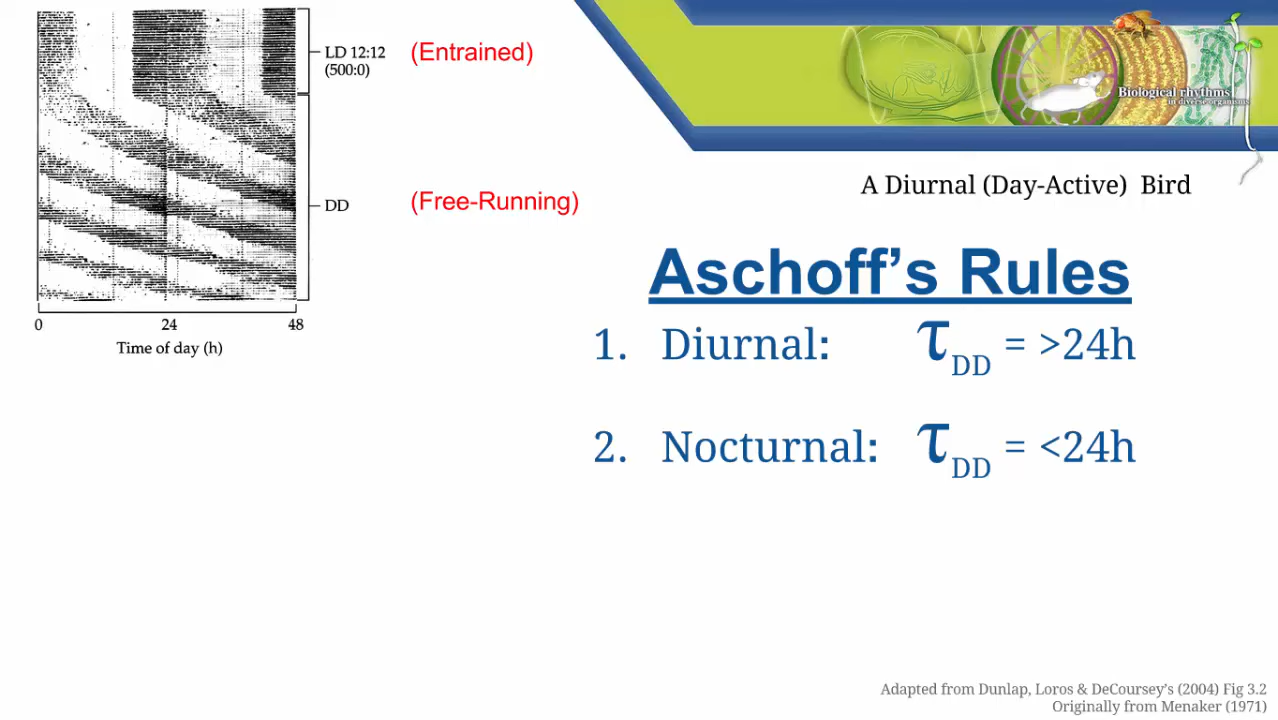 LD 12:12
(500:0)
(Entrained)
DD
(Free-Running)
0 24 48
Time of day (h)
Biological rhythms
in diverse organisms
A Diurnal (Day-Active) Bird
Aschoff’s Rules
1. Diurnal: τDD = >24h
2. Nocturnal: τDD = <24h
Adapted from Dunlap, Loros & DeCoursey's (2004) Fig 3.2
Originally from Menaker (1971)